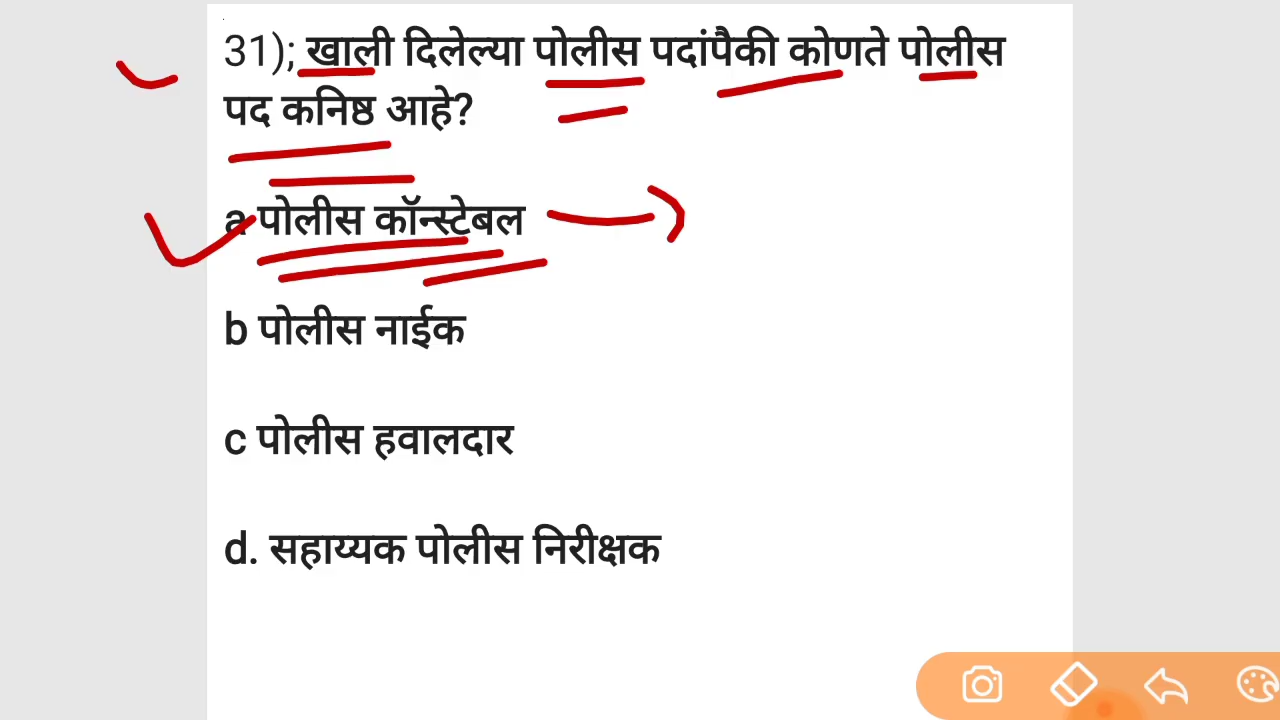 31); खाली दिलेल्या पोलीस पदांपैकी कोणते पोलीस
पद कनिष्ठ आहे?
a पोलीस कॉन्स्टेबल
b पोलीस नाईक
c पोलीस हवालदार
d. सहाय्यक पोलीस निरीक्षक